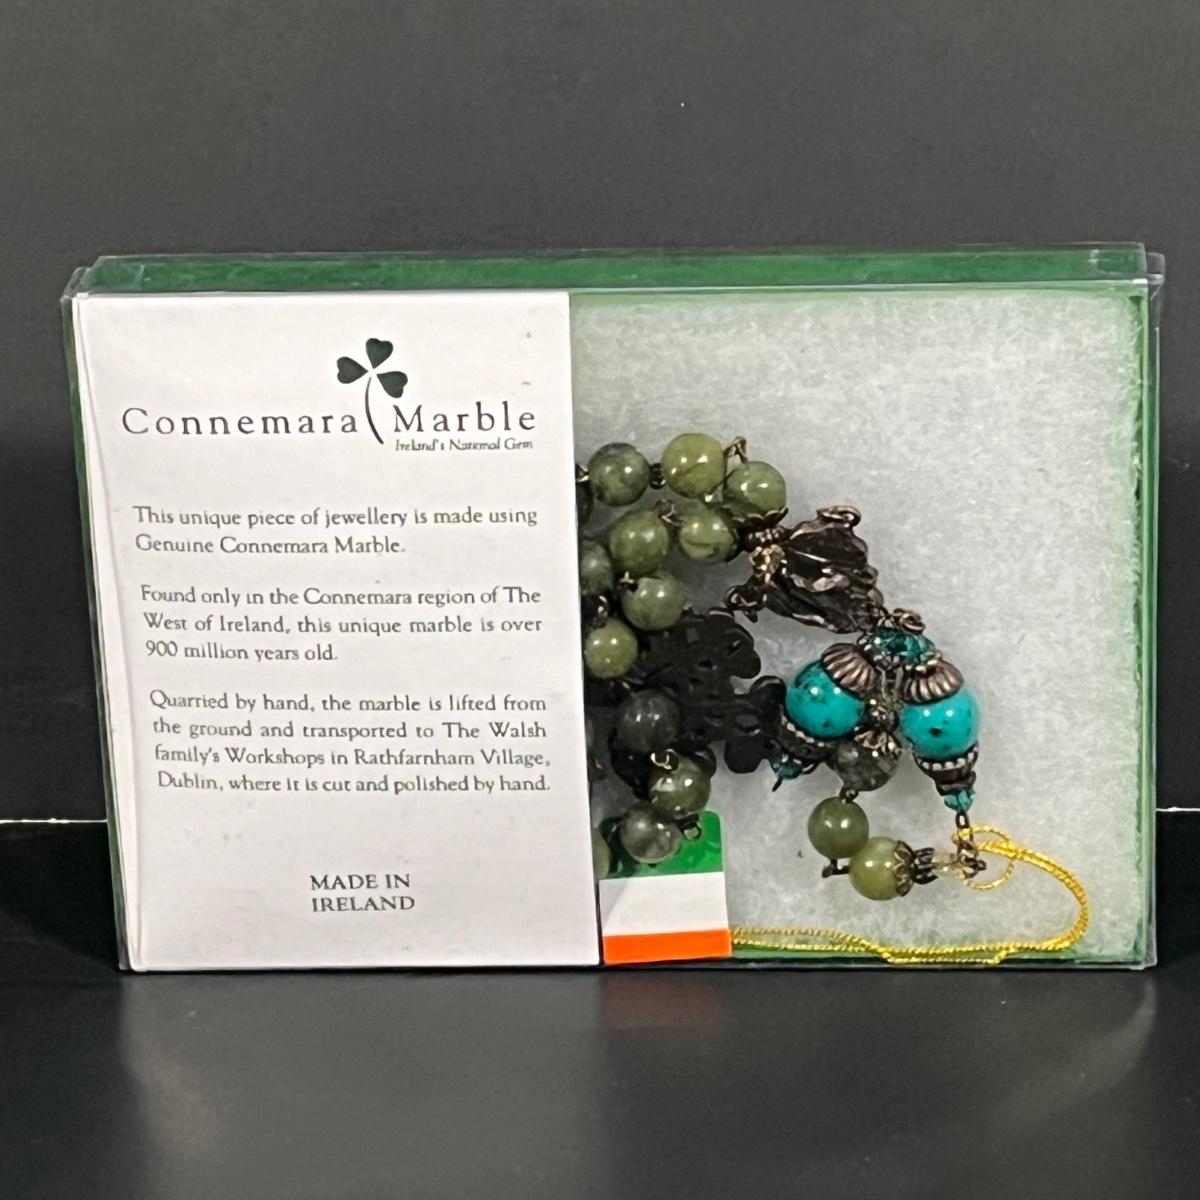 Connemara Marble
Ireland's National Gem
This unique piece of jewellery is made using
Genuine Connemara Marble.
Found only in the Connemara region of The
West of Ireland, this unique marble is over
900 million years old.
Quarried by hand, the marble is lifted from
the ground and transported to The Walsh
family's Workshops in Rathfarnham Village,
Dublin, where it is cut and polished by hand.
MADE IN
IRELAND